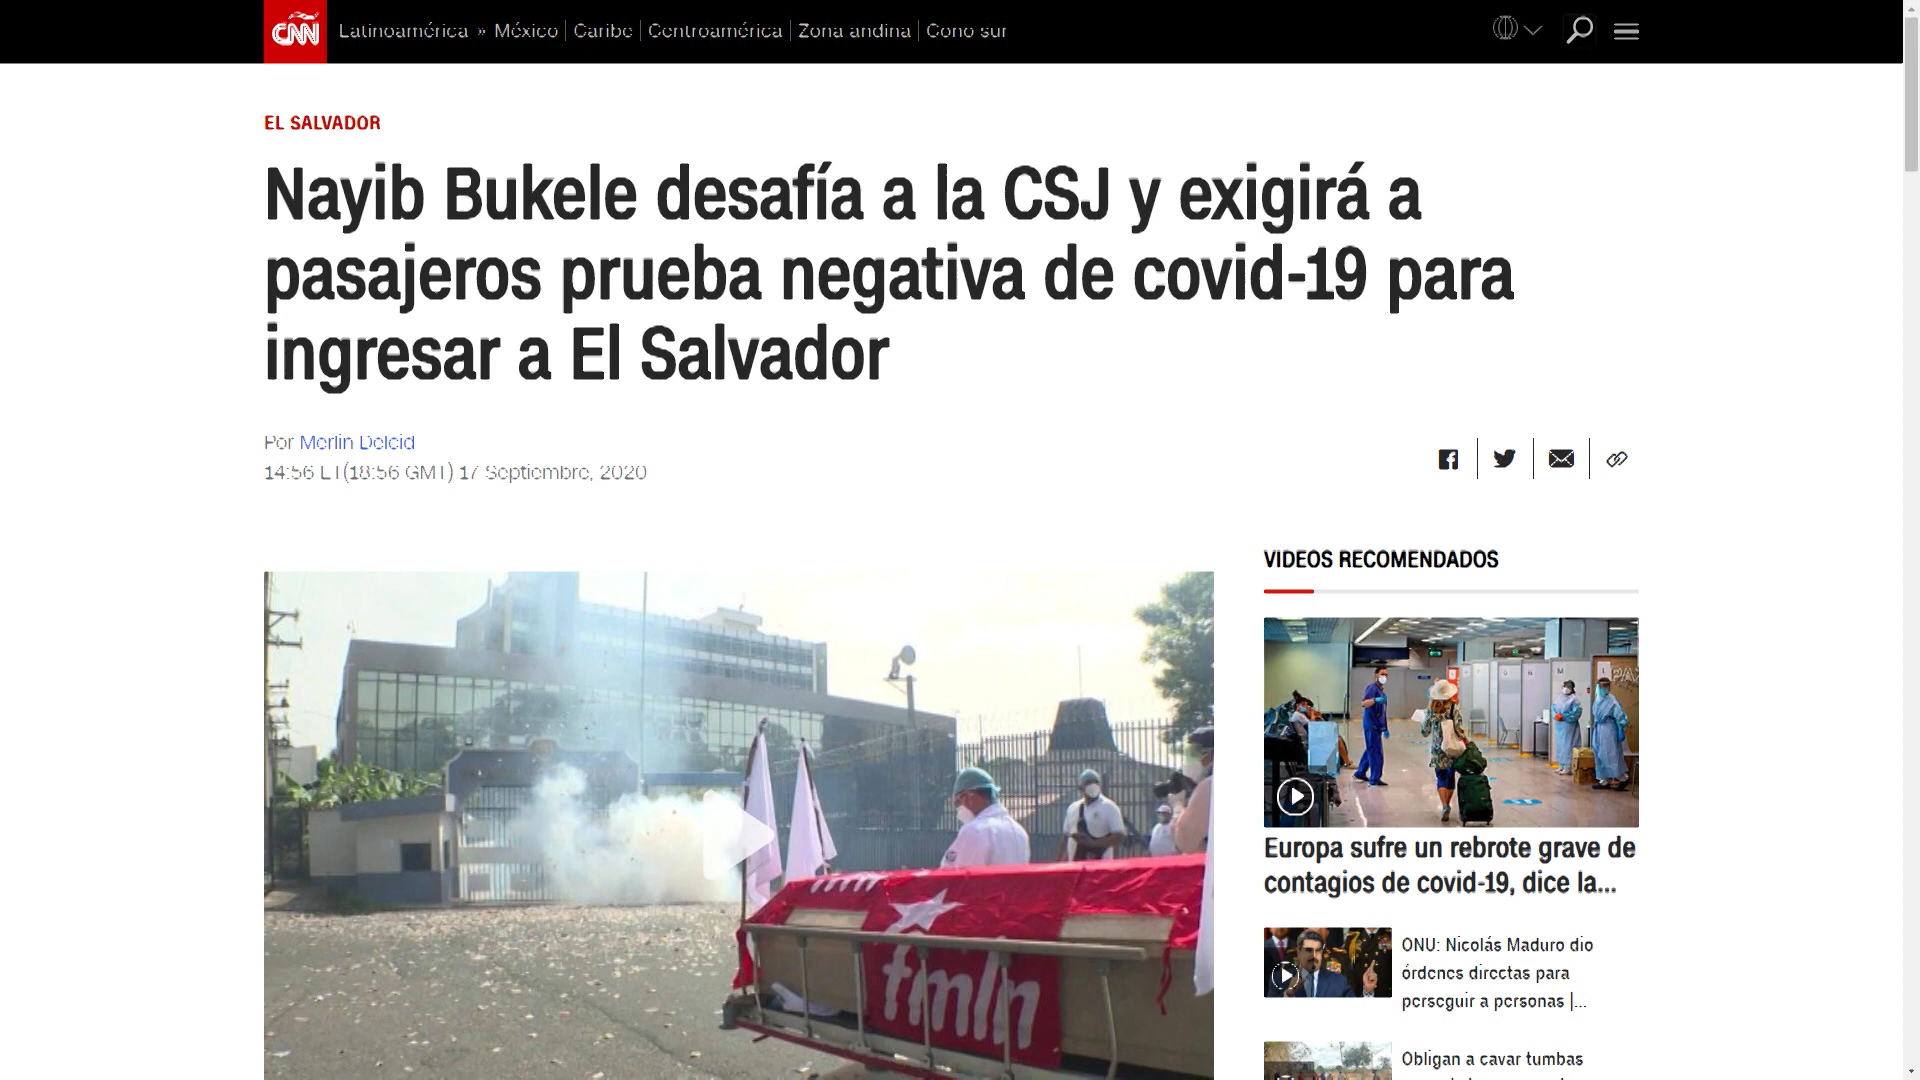 CNN
Latinoamérica » México Caribe Centroamérica Zona andina Cono sur
EL SALVADOR
Nayib Bukele desafía a la CSJ y exigirá a
pasajeros prueba negativa de covid-19 para
ingresar a El Salvador
Por Merlin Delcid
14:56 ET(18:56 GMT) 17 Septiembre, 2020
VIDEOS RECOMENDADOS
fmln
Europa sufre un rebrote grave de
contagios de covid-19, dice la...
ONU: Nicolás Maduro dio
órdenes directas para
perseguir a personas |...
Obligan a cavar tumbas